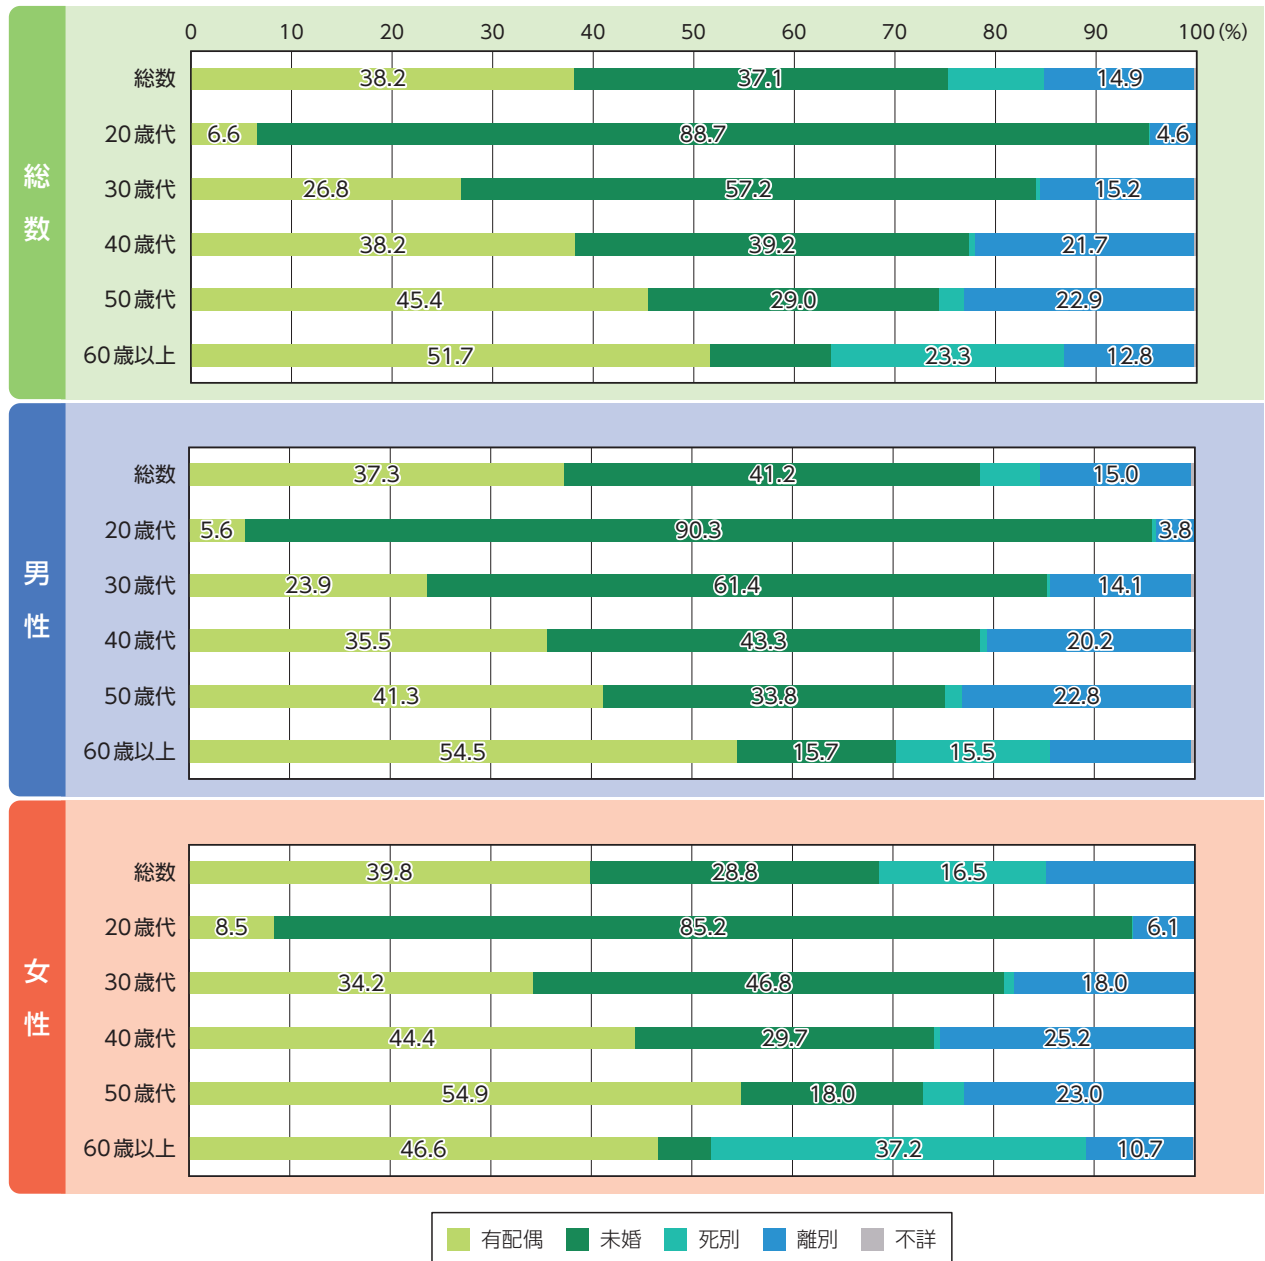 0 10 20 30 40 50 60 70 80 90 100(%)
総数
総数 38.2 37.1 14.9
20歳代 6.6 88.7 4.6
30歳代 26.8 57.2 15.2
40歳代 38.2 39.2 21.7
50歳代 45.4 29.0 22.9
60歳以上 51.7 23.3 12.8
男性
総数 37.3 41.2 15.0
20歳代 5.6 90.3 3.8
30歳代 23.9 61.4 14.1
40歳代 35.5 43.3 20.2
50歳代 41.3 33.8 22.8
60歳以上 54.5 15.7 15.5
女性
総数 39.8 28.8 16.5
20歳代 8.5 85.2 6.1
30歳代 34.2 46.8 18.0
40歳代 44.4 29.7 25.2
50歳代 54.9 18.0 23.0
60歳以上 46.6 37.2 10.7
有配偶 未婚 死別 離別 不詳